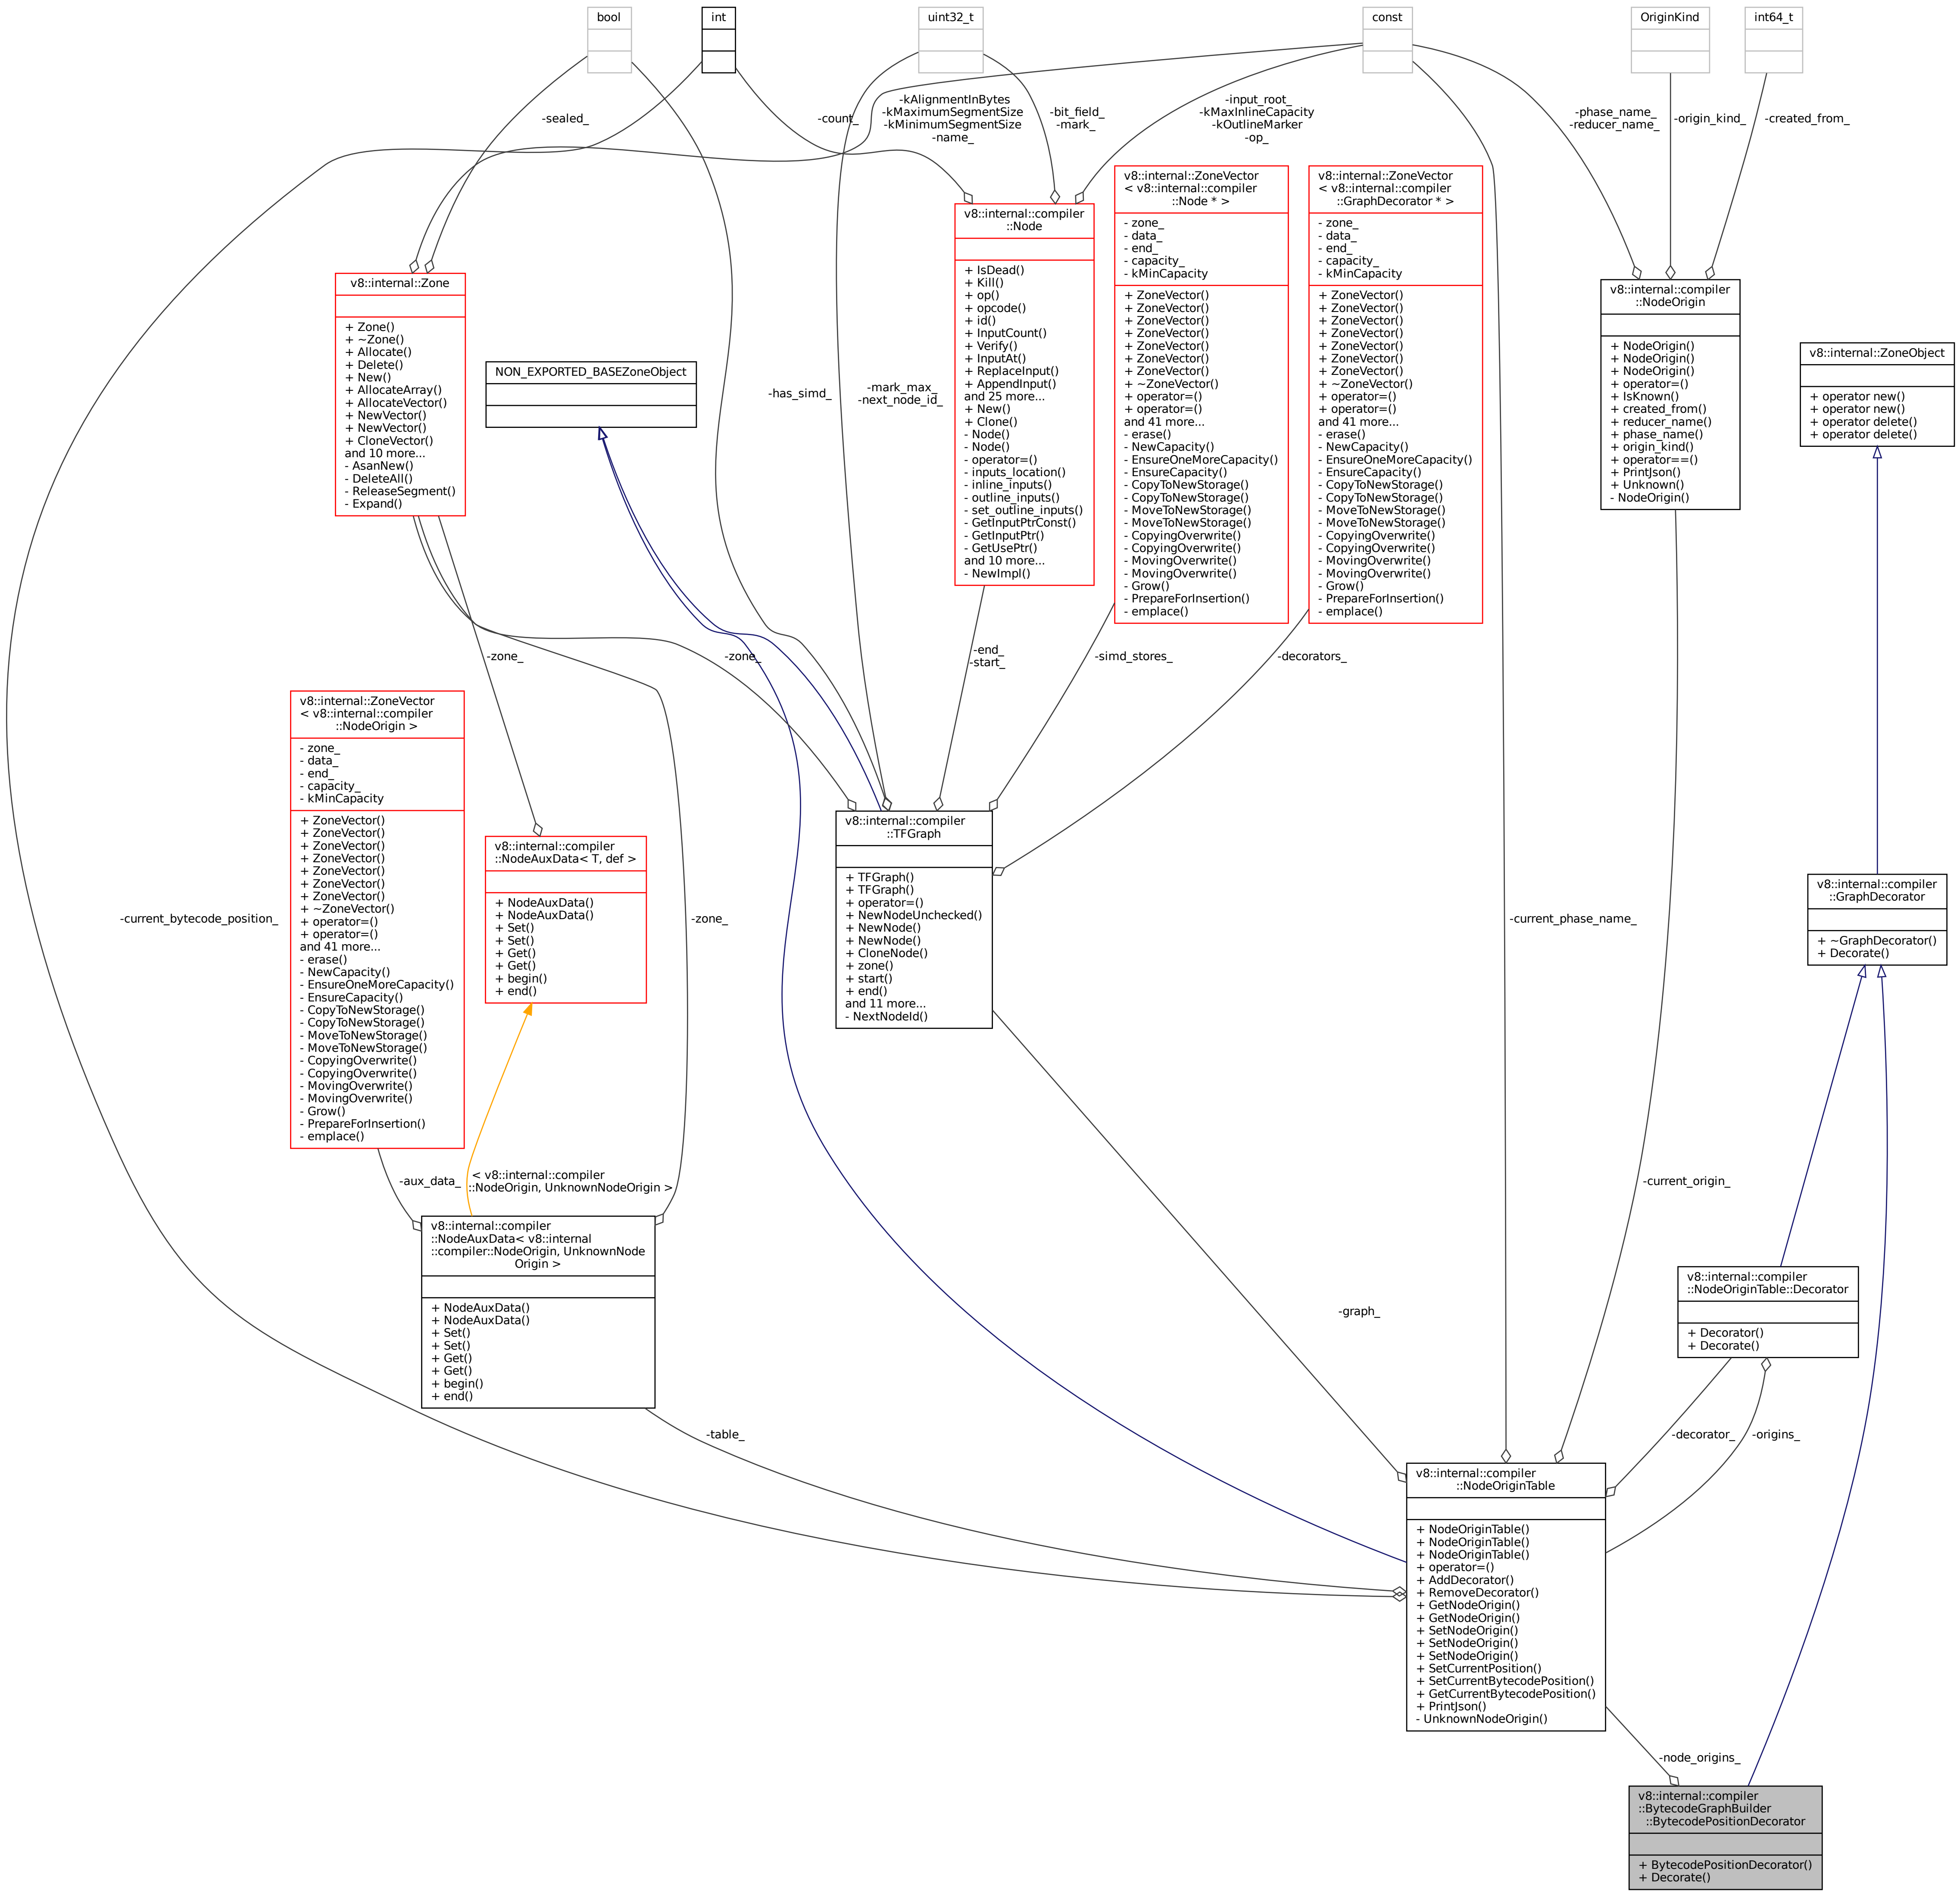 bool
int
uint32_t
const
OriginKind
int64_t
-sealed_
-kAlignmentInBytes
-kMaximumSegmentSize
-kMinimumSegmentSize
-name_
-count_
-bit_field_
-mark_
-input_root_
-kMaxInlineCapacity
-kOutlineMarker
-op_
-phase_name_
-reducer_name_
-origin_kind_
-created_from_
v8::internal::Zone
+ Zone()
+ ~Zone()
+ Allocate()
+ Delete()
+ New()
+ AllocateArray()
+ AllocateVector()
+ NewVector()
+ NewVector()
+ CloneVector()
and 10 more...
- AsanNew()
- DeleteAll()
- ReleaseSegment()
- Expand()
NON_EXPORTED_BASEZoneObject
-has_simd_
-mark_max_
-next_node_id_
v8::internal::compiler
::Node
+ IsDead()
+ Kill()
+ op()
+ opcode()
+ id()
+ InputCount()
+ Verify()
+ InputAt()
+ ReplaceInput()
+ AppendInput()
and 25 more...
+ New()
+ Clone()
- Node()
- Node()
- operator=()
- inputs_location()
- inline_inputs()
- outline_inputs()
- set_outline_inputs()
- GetInputPtrConst()
- GetInputPtr()
- GetUsePtr()
and 10 more...
- NewImpl()
v8::internal::ZoneVector
< v8::internal::compiler
::Node * >
- zone_
- data_
- end_
- capacity_
- kMinCapacity
+ ZoneVector()
+ ZoneVector()
+ ZoneVector()
+ ZoneVector()
+ ZoneVector()
+ ZoneVector()
+ ZoneVector()
+ ~ZoneVector()
+ operator=()
+ operator=()
and 41 more...
- erase()
- NewCapacity()
- EnsureOneMoreCapacity()
- EnsureCapacity()
- CopyToNewStorage()
- CopyToNewStorage()
- MoveToNewStorage()
- MoveToNewStorage()
- CopyingOverwrite()
- CopyingOverwrite()
- MovingOverwrite()
- MovingOverwrite()
- Grow()
- PrepareForInsertion()
- emplace()
v8::internal::ZoneVector
< v8::internal::compiler
::GraphDecorator * >
- zone_
- data_
- end_
- capacity_
- kMinCapacity
+ ZoneVector()
+ ZoneVector()
+ ZoneVector()
+ ZoneVector()
+ ZoneVector()
+ ZoneVector()
+ ZoneVector()
+ ~ZoneVector()
+ operator=()
+ operator=()
and 41 more...
- erase()
- NewCapacity()
- EnsureOneMoreCapacity()
- EnsureCapacity()
- CopyToNewStorage()
- CopyToNewStorage()
- MoveToNewStorage()
- MoveToNewStorage()
- CopyingOverwrite()
- CopyingOverwrite()
- MovingOverwrite()
- MovingOverwrite()
- Grow()
- PrepareForInsertion()
- emplace()
v8::internal::compiler
::NodeOrigin
+ NodeOrigin()
+ NodeOrigin()
+ NodeOrigin()
+ operator=()
+ IsKnown()
+ created_from()
+ reducer_name()
+ phase_name()
+ origin_kind()
+ operator==()
+ PrintJson()
+ Unknown()
- NodeOrigin()
v8::internal::ZoneObject
+ operator new()
+ operator new()
+ operator delete()
+ operator delete()
-zone_
-zone_
-end_
-start_
-simd_stores_
-decorators_
v8::internal::ZoneVector
< v8::internal::compiler
::NodeOrigin >
- zone_
- data_
- end_
- capacity_
- kMinCapacity
+ ZoneVector()
+ ZoneVector()
+ ZoneVector()
+ ZoneVector()
+ ZoneVector()
+ ZoneVector()
+ ZoneVector()
+ ~ZoneVector()
+ operator=()
+ operator=()
and 41 more...
- erase()
- NewCapacity()
- EnsureOneMoreCapacity()
- EnsureCapacity()
- CopyToNewStorage()
- CopyToNewStorage()
- MoveToNewStorage()
- MoveToNewStorage()
- CopyingOverwrite()
- CopyingOverwrite()
- MovingOverwrite()
- MovingOverwrite()
- Grow()
- PrepareForInsertion()
- emplace()
v8::internal::compiler
::NodeAuxData< T, def >
+ NodeAuxData()
+ NodeAuxData()
+ Set()
+ Set()
+ Get()
+ Get()
+ begin()
+ end()
v8::internal::compiler
::TFGraph
+ TFGraph()
+ TFGraph()
+ operator=()
+ NewNodeUnchecked()
+ NewNode()
+ NewNode()
+ CloneNode()
+ zone()
+ start()
+ end()
and 11 more...
- NextNodeId()
v8::internal::compiler
::GraphDecorator
+ ~GraphDecorator()
+ Decorate()
-current_bytecode_position_
-zone_
-current_phase_name_
-aux_data_
< v8::internal::compiler
::NodeOrigin, UnknownNodeOrigin >
-current_origin_
v8::internal::compiler
::NodeAuxData< v8::internal
::compiler::NodeOrigin, UnknownNode
Origin >
+ NodeAuxData()
+ NodeAuxData()
+ Set()
+ Set()
+ Get()
+ Get()
+ begin()
+ end()
-graph_
v8::internal::compiler
::NodeOriginTable::Decorator
+ Decorator()
+ Decorate()
-table_
-decorator_
-origins_
v8::internal::compiler
::NodeOriginTable
+ NodeOriginTable()
+ NodeOriginTable()
+ NodeOriginTable()
+ operator=()
+ AddDecorator()
+ RemoveDecorator()
+ GetNodeOrigin()
+ GetNodeOrigin()
+ SetNodeOrigin()
+ SetNodeOrigin()
+ SetNodeOrigin()
+ SetCurrentPosition()
+ SetCurrentBytecodePosition()
+ GetCurrentBytecodePosition()
+ PrintJson()
- UnknownNodeOrigin()
-node_origins_
v8::internal::compiler
::BytecodeGraphBuilder
::BytecodePositionDecorator
+ BytecodePositionDecorator()
+ Decorate()